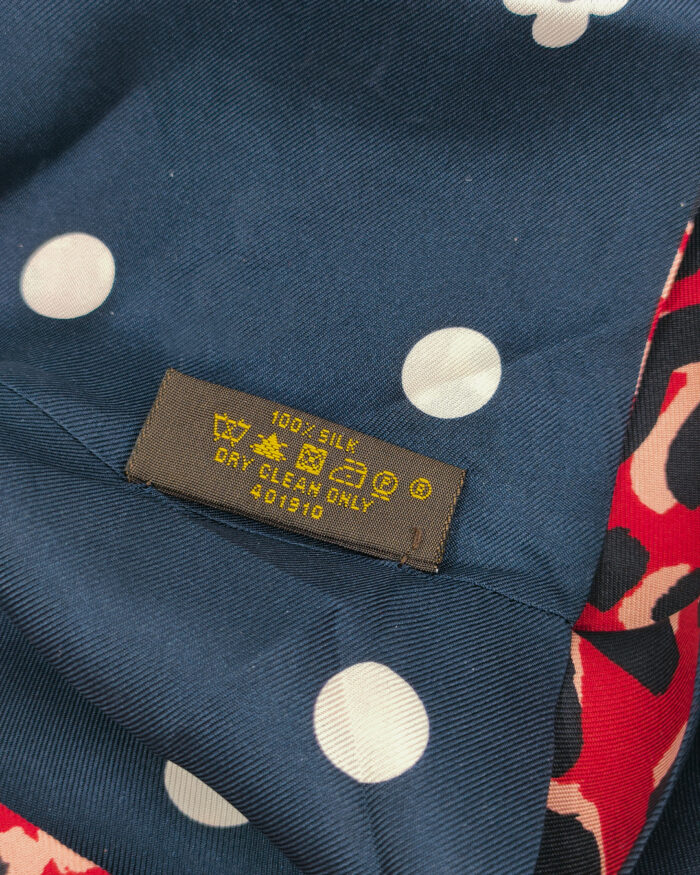 100% SILK
P ®
DRY CLEAN ONLY
401910